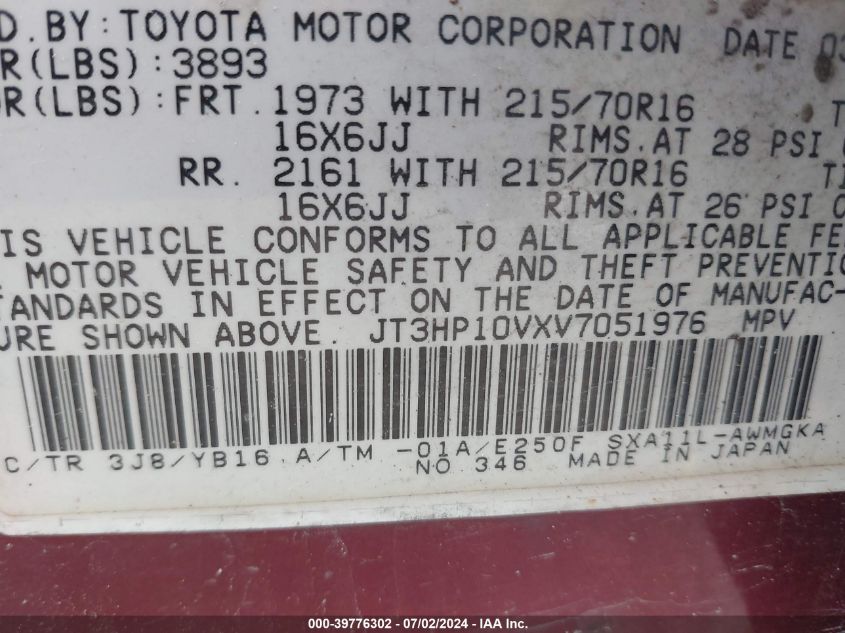 D. BY: TOYOTA MOTOR CORPORATION DATE 03
R(LBS): 3893
R(LBS): FRT. 1973 WITH 215/70R16
16X6JJ RIMS. AT 28 PSI
RR. 2161 WITH 215/70R16 TI
16X6JJ RIMS. AT 26 PSI C
IS VEHICLE CONFORMS TO ALL APPLICABLE FE
MOTOR VEHICLE SAFETY AND THEFT PREVENTIO
TANDARDS IN EFFECT ON THE DATE OF MANUFAC-
URE SHOWN ABOVE. JT3HP10VXV7051976 MPV
C/TR 3J8/YB16 A/TM -01A/E250F SXA11L-AWMGKA
NO 346 MADE IN JAPAN
000-39776302 - 07/02/2024 - IAA